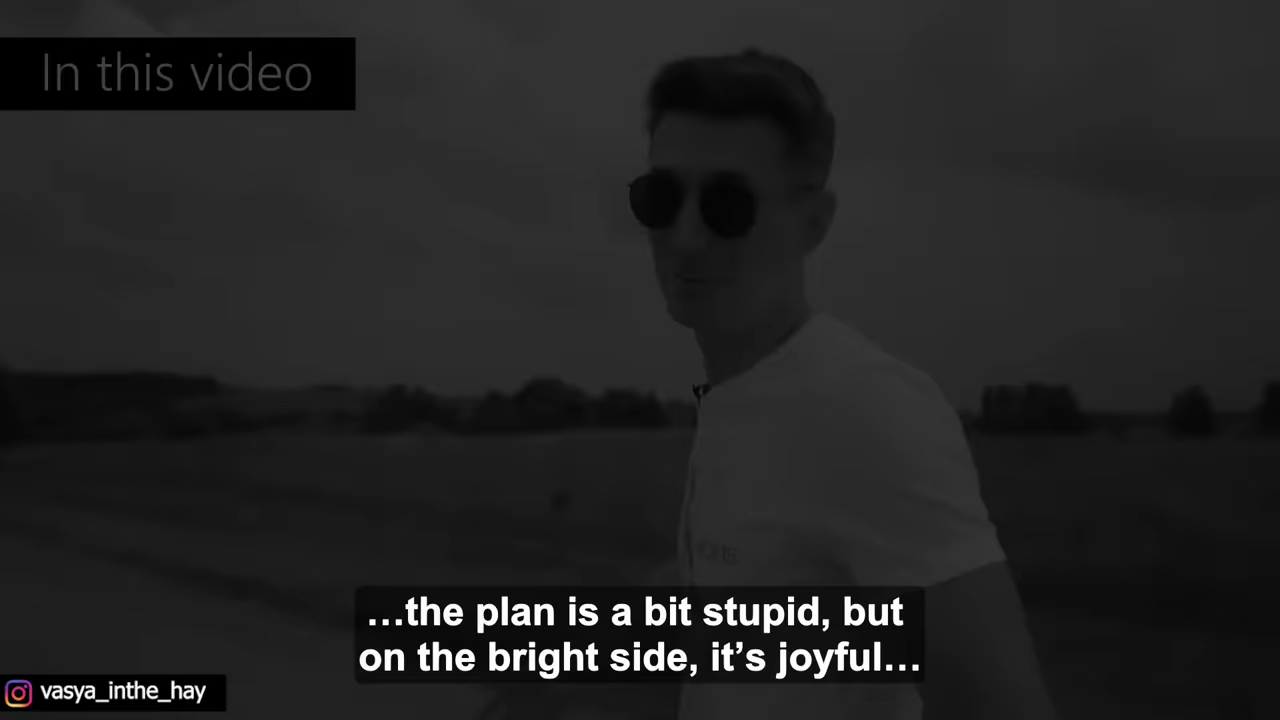 In this video
…the plan is a bit stupid, but
on the bright side, it’s joyful…
vasya_inthe_hay